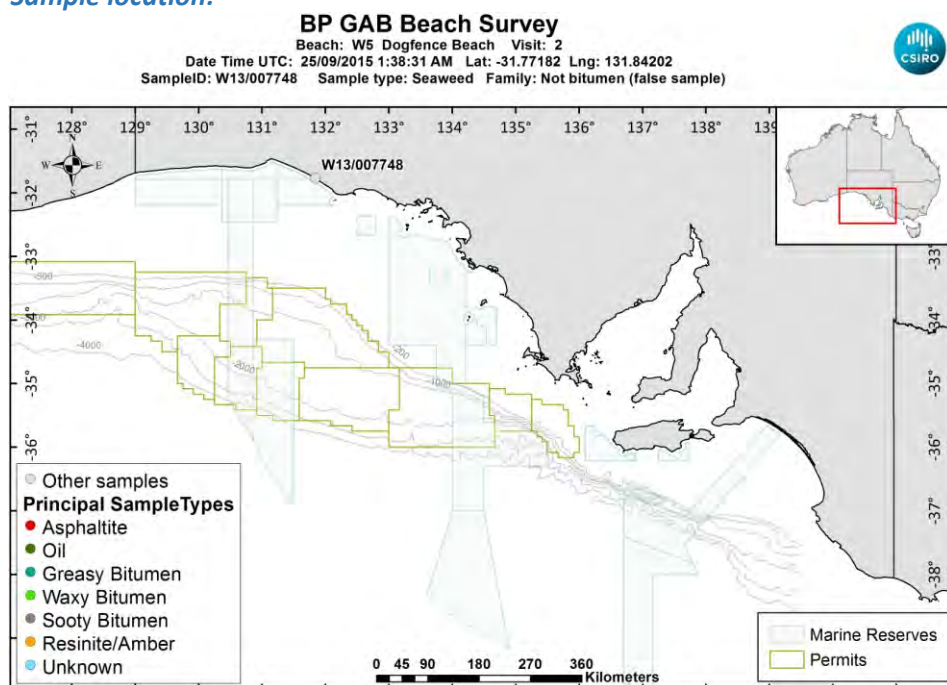 Sample location:
BP GAB Beach Survey
Beach: W5 Dogfence Beach Visit: 2
Date Time UTC: 25/09/2015 1:38:31 AM Lat: -31.77182 Lng: 131.84202
SampleID: W13/007748 Sample type: Seaweed Family: Not bitumen (false sample)
CSIRO
128° 129° 130° 131° 132° 133° 134° 135° 136° 137° 138° 139
-31°
-32°
-33°
-34°
-35°
-36°
-37°
-38°
N
W E
S
W13/007748
-500
-4000
-2000
-200
-1000
-34°
-35°
-36°
-37°
-38°
Other samples
Principal SampleTypes
Asphaltite
Oil
Greasy Bitumen
Waxy Bitumen
Sooty Bitumen
Resinite/Amber
Unknown
0 45 90 180 270 360
Kilometers
Marine Reserves
Permits